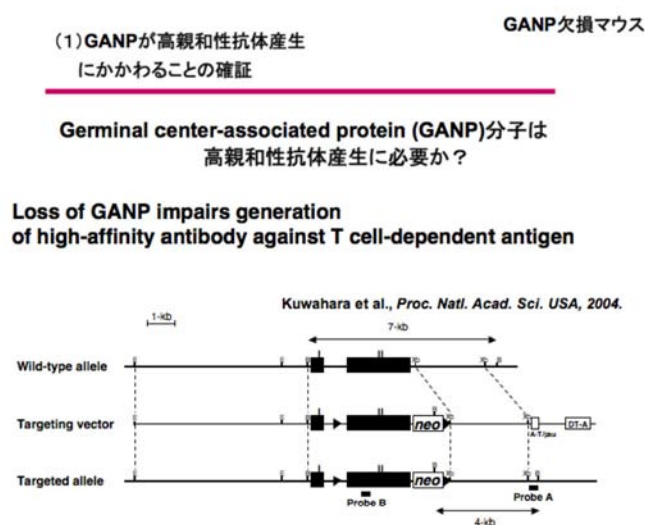 GANP欠損マウス
（1）GANPが高親和性抗体産生
にかかわることの確証
Germinal center-associated protein (GANP)分子は
高親和性抗体産生に必要か？
Loss of GANP impairs generation
of high-affinity antibody against T cell-dependent antigen
Kuwahara et al., Proc. Natl. Acad. Sci. USA, 2004.
1-kb
7-kb
Wild-type allele
Targeting vector
neo
DT-A
Targeted allele
neo
Probe B
Probe A
4-kb